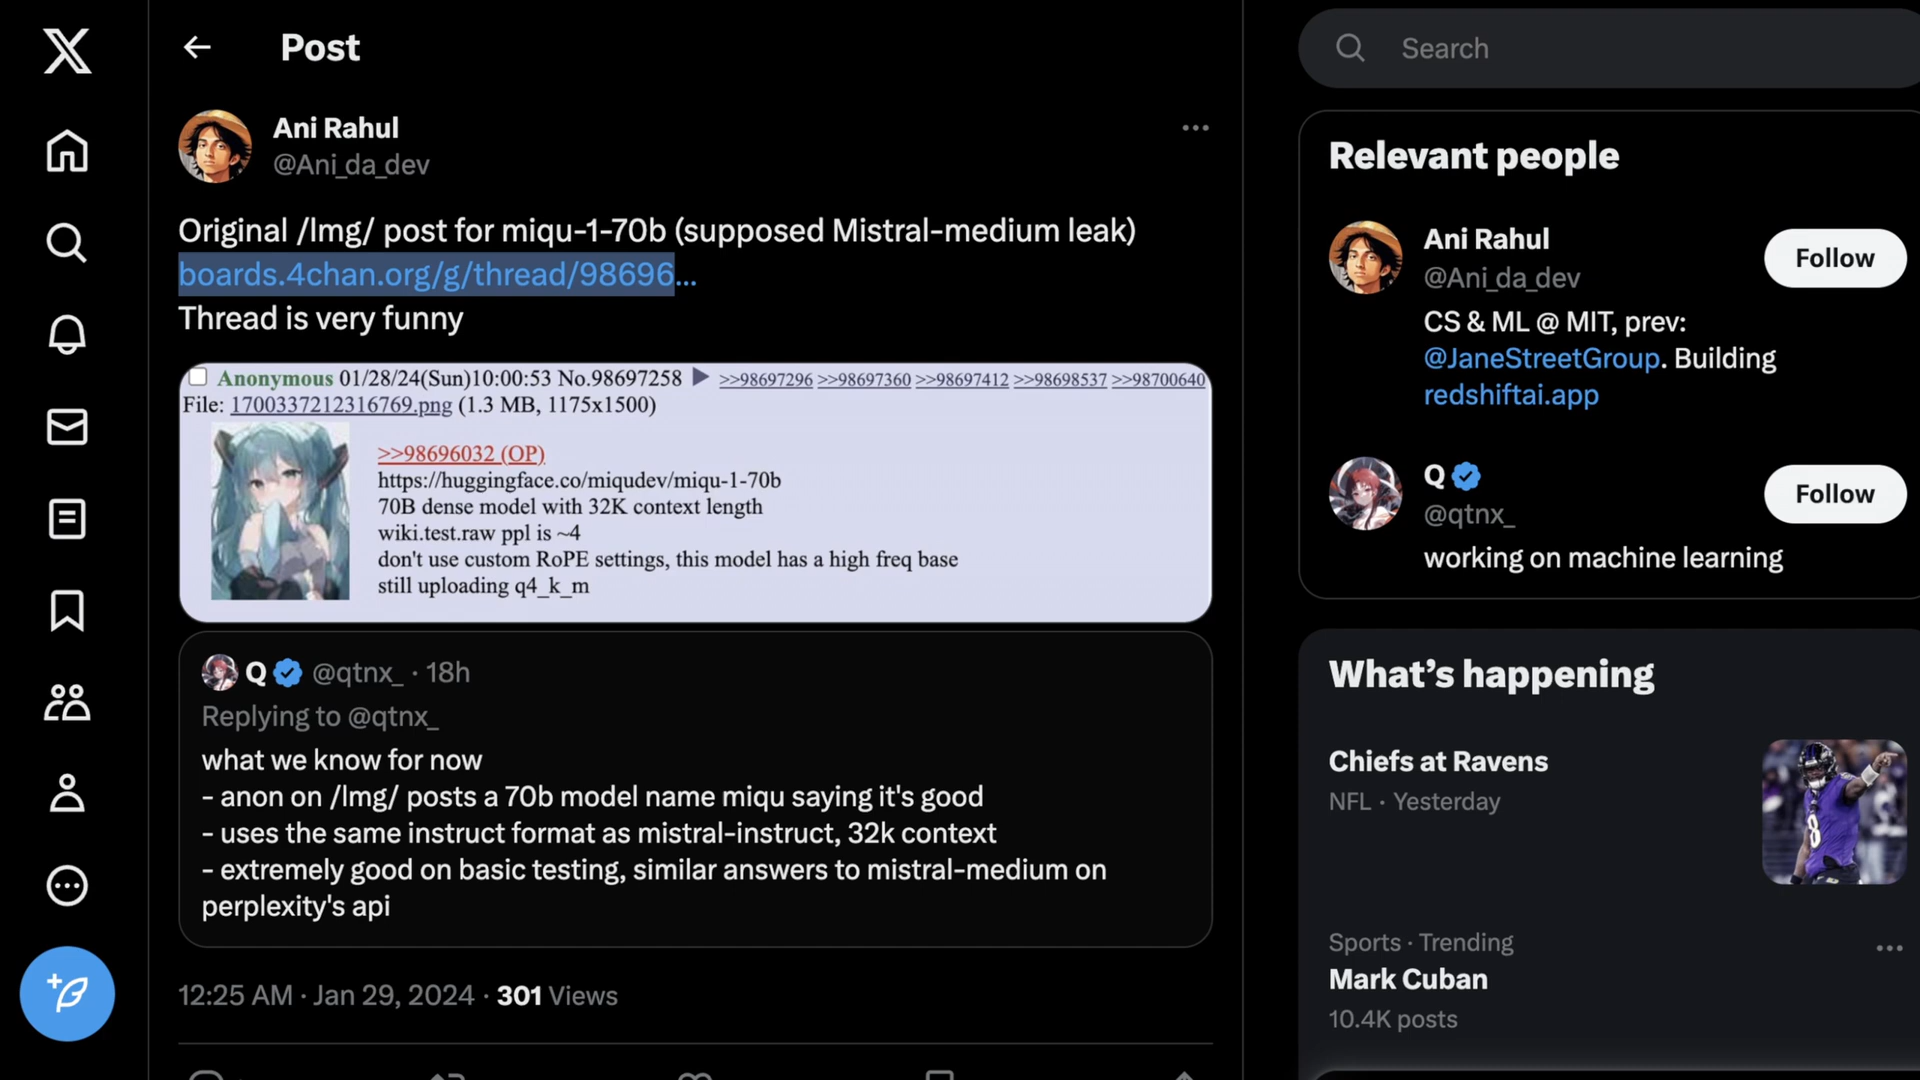 Post
Ani Rahul
@Ani_da_dev
Original /lmg/ post for miqu-1-70b (supposed Mistral-medium leak)
boards.4chan.org/g/thread/98696…
Thread is very funny
Anonymous 01/28/24(Sun)10:00:53 No.98697258 ▶ >>98697296 >>98697360 >>98697412 >>98698537 >>98700640
File: 1700337212316769.png (1.3 MB, 1175x1500)
>>98696032 (OP)
https://huggingface.co/miqudev/miqu-1-70b
70B dense model with 32K context length
wiki.test.raw ppl is ~4
don't use custom RoPE settings, this model has a high freq base
still uploading q4_k_m
Q @qtnx_ · 18h
Replying to @qtnx_
what we know for now
- anon on /lmg/ posts a 70b model name miqu saying it's good
- uses the same instruct format as mistral-instruct, 32k context
- extremely good on basic testing, similar answers to mistral-medium on
perplexity's api
12:25 AM · Jan 29, 2024 · 301 Views
Search
Relevant people
Ani Rahul
@Ani_da_dev
Follow
CS & ML @ MIT, prev:
@JaneStreetGroup. Building
redshiftai.app
Q
@qtnx_
Follow
working on machine learning
What's happening
Chiefs at Ravens
NFL · Yesterday
8
Sports · Trending
Mark Cuban
10.4K posts